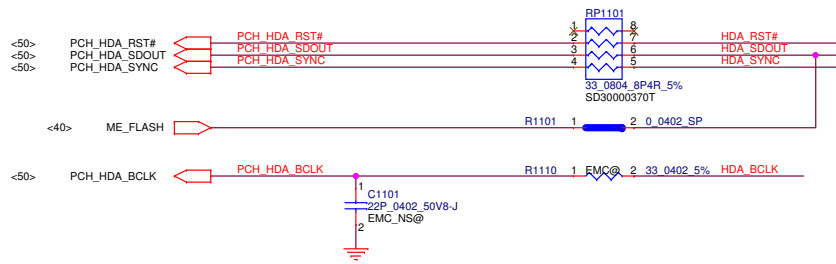 RP1101
1 8
<50> PCH_HDA_RST# PCH_HDA_RST# 2 7 HDA_RST#
<50> PCH_HDA_SDOUT PCH_HDA_SDOUT 3 6 HDA_SDOUT
<50> PCH_HDA_SYNC PCH_HDA_SYNC 4 5 HDA_SYNC
33_0804_8P4R_5%
SD30000370T
<40> ME_FLASH R1101 1 2 0_0402_SP
<50> PCH_HDA_BCLK PCH_HDA_BCLK R1110 1 EMC@ 2 33_0402_5% HDA_BCLK
1
C1101
22P_0402_50V8-J
EMC_NS@
2